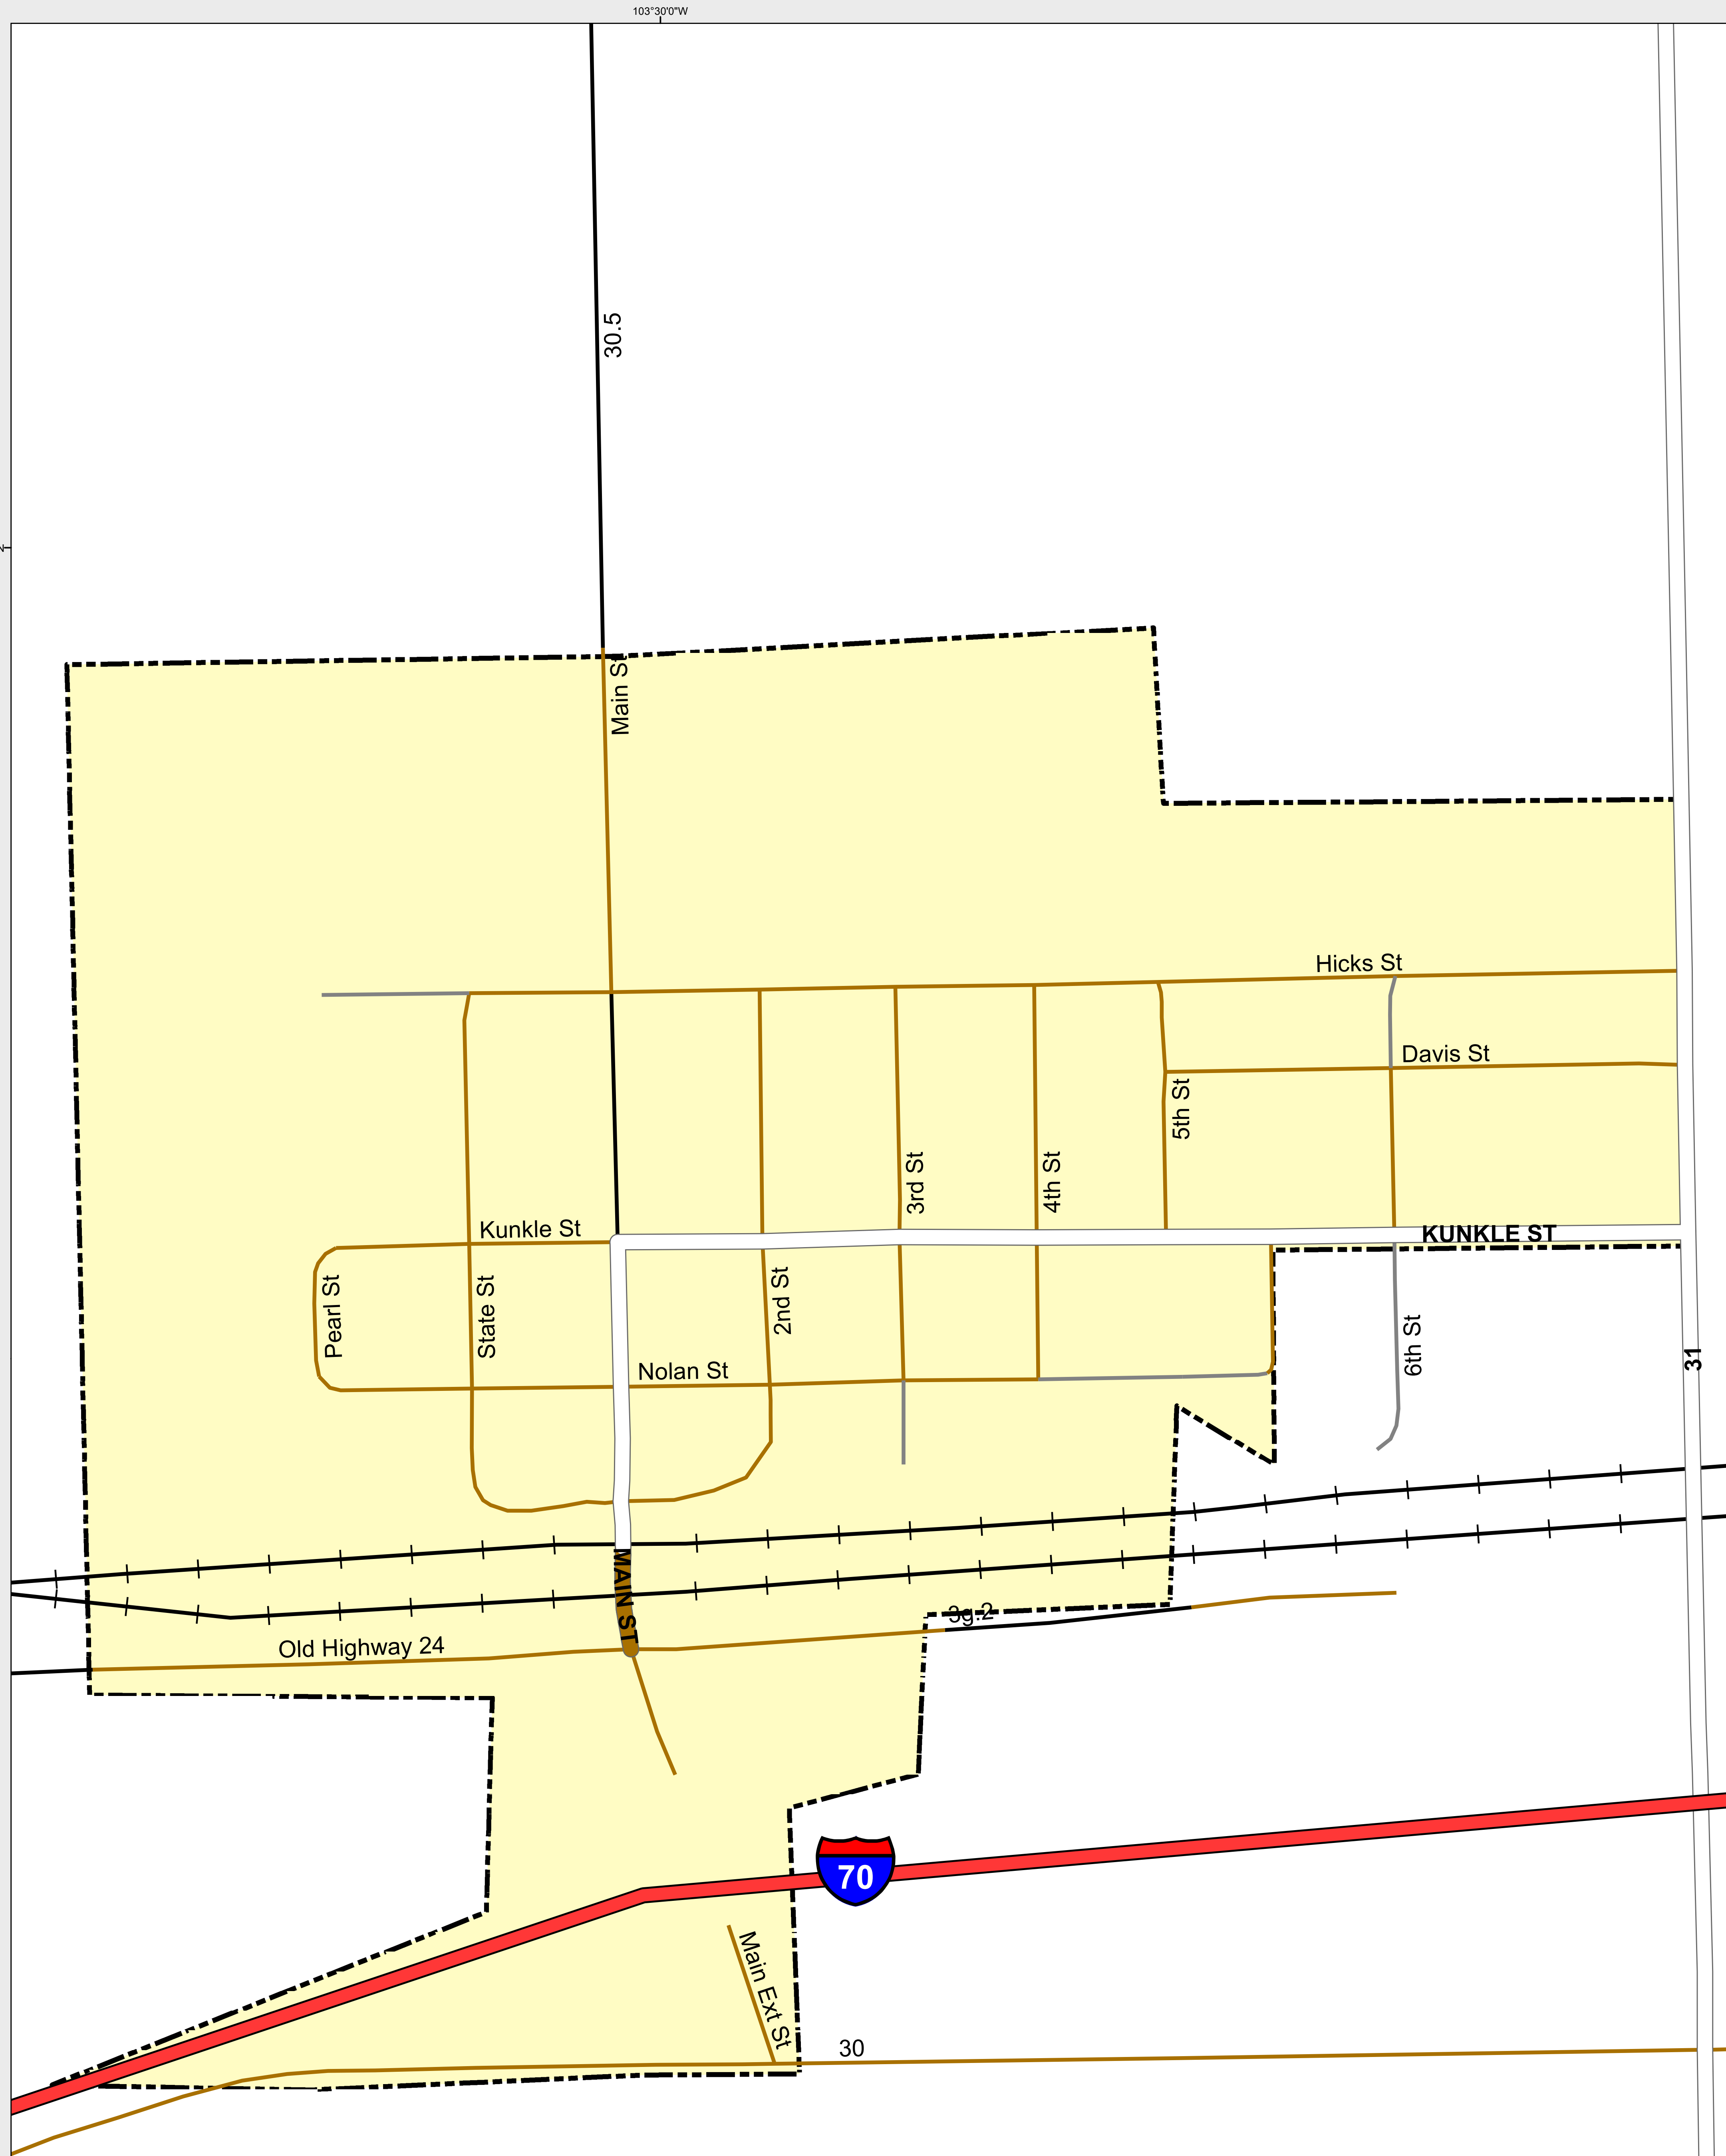 103°30'0"W
30.5
Main St
Hicks St
Davis St
5th St
3rd St
4th St
Kunkle St
KUNKLE ST
Pearl St
State St
2nd St
6th St
31
Nolan St
MAIN ST
3g.2
Old Highway 24
70
Main Ext St
30